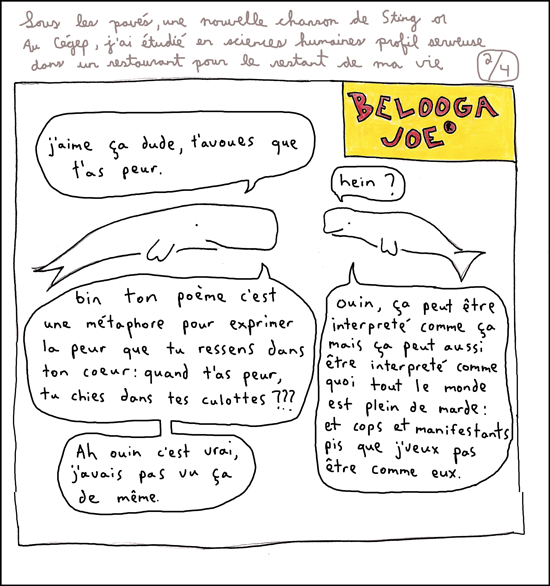 Sous les pavés, une nouvelle chanson de Sting or
Au Cégep, j'ai étudié en sciences humaines profil serveuse
dans un restaurant pour le restant de ma vie
2/4
BELOOGA
JOE®
j'aime ça dude, t'avoues que
t'as peur.
hein ?
bin ton poème c'est
une métaphore pour exprimer
la peur que tu ressens dans
ton coeur: quand t'as peur,
tu chies dans tes culottes ???
Ouin, ça peut être
interpreté comme ça
mais ça peut aussi
être interpreté comme
quoi tout le monde
est plein de marde:
et cops et manifestants
pis que j'veux pas
être comme eux.
Ah ouin c'est vrai,
j'avais pas vu ça
de même.